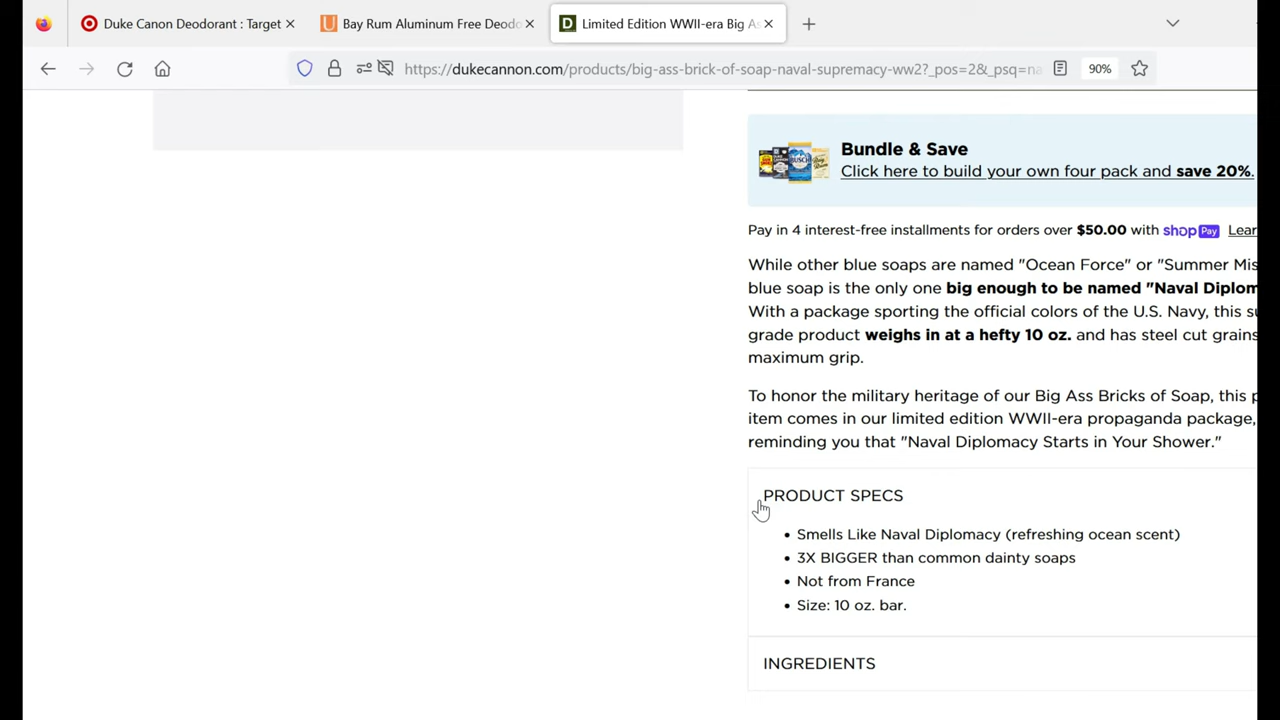 Duke Canon Deodorant : Target
Bay Rum Aluminum Free Deodo
Limited Edition WWII-era Big As
https://dukecannon.com/products/big-ass-brick-of-soap-naval-supremacy-ww2?_pos=2&_psq=na
90%
Bundle & Save
Click here to build your own four pack and save 20%.
Pay in 4 interest-free installments for orders over $50.00 with shop Pay Lear
While other blue soaps are named "Ocean Force" or "Summer Mis
blue soap is the only one big enough to be named "Naval Diplom
With a package sporting the official colors of the U.S. Navy, this su
grade product weighs in at a hefty 10 oz. and has steel cut grains
maximum grip.
To honor the military heritage of our Big Ass Bricks of Soap, this p
item comes in our limited edition WWII-era propaganda package,
reminding you that "Naval Diplomacy Starts in Your Shower."
PRODUCT SPECS
• Smells Like Naval Diplomacy (refreshing ocean scent)
• 3X BIGGER than common dainty soaps
• Not from France
• Size: 10 oz. bar.
INGREDIENTS